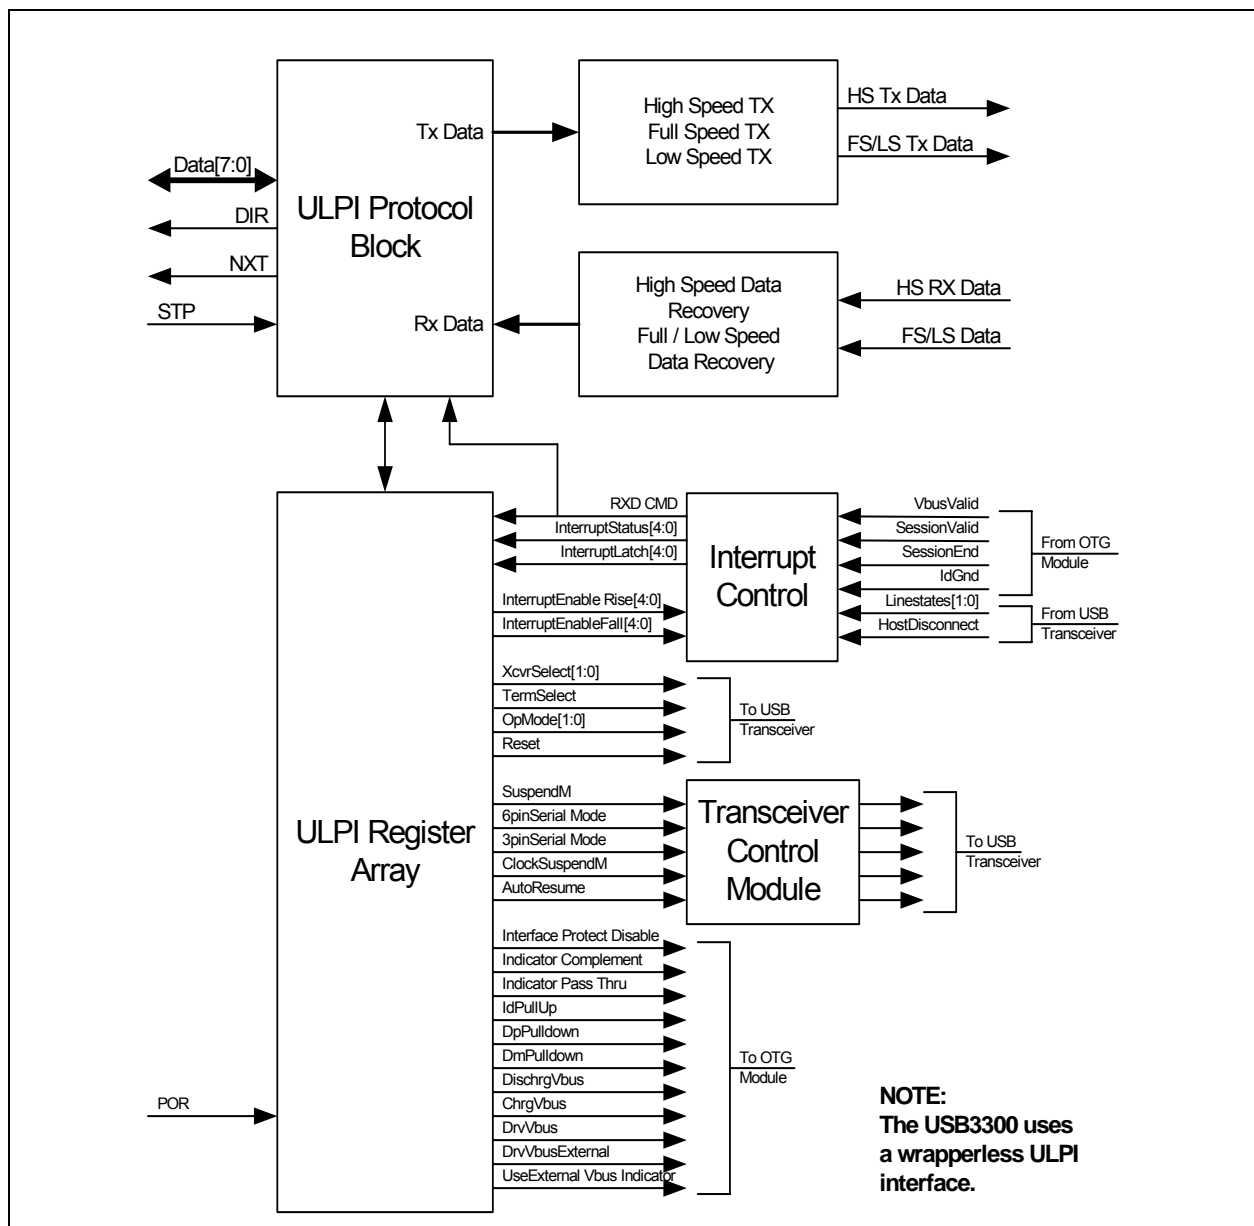 Data[7:0]
DIR
NXT
STP
Tx Data
ULPI Protocol
Block
Rx Data
High Speed TX
Full Speed TX
Low Speed TX
HS Tx Data
FS/LS Tx Data
High Speed Data
Recovery
Full / Low Speed
Data Recovery
HS RX Data
FS/LS Data
RXD CMD
InterruptStatus[4:0]
InterruptLatch[4:0]
InterruptEnable Rise[4:0]
InterruptEnableFall[4:0]
Interrupt
Control
VbusValid
SessionValid
SessionEnd
IdGnd
Linestates[1:0]
HostDisconnect
From OTG
Module
From USB
Transceiver
XcvrSelect[1:0]
TermSelect
OpMode[1:0]
Reset
To USB
Transceiver
ULPI Register
Array
SuspendM
6pinSerial Mode
3pinSerial Mode
ClockSuspendM
AutoResume
Transceiver
Control
Module
To USB
Transceiver
Interface Protect Disable
Indicator Complement
Indicator Pass Thru
IdPullUp
DpPulldown
DmPulldown
DischrgVbus
ChrgVbus
DrvVbus
DrvVbusExternal
UseExternal Vbus Indicator
To OTG
Module
POR
NOTE:
The USB3300 uses
a wrapperless ULPI
interface.